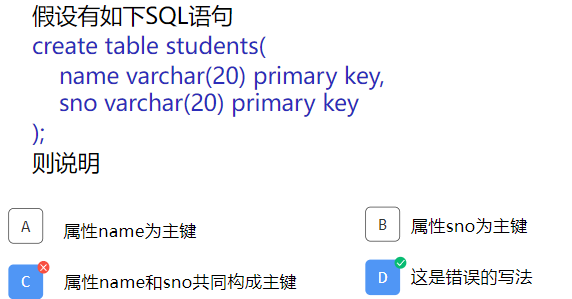 假设有如下SQL语句
create table students(
name varchar(20) primary key,
sno varchar(20) primary key
);
则说明
A 属性name为主键
B 属性sno为主键
C 属性name和sno共同构成主键
D 这是错误的写法